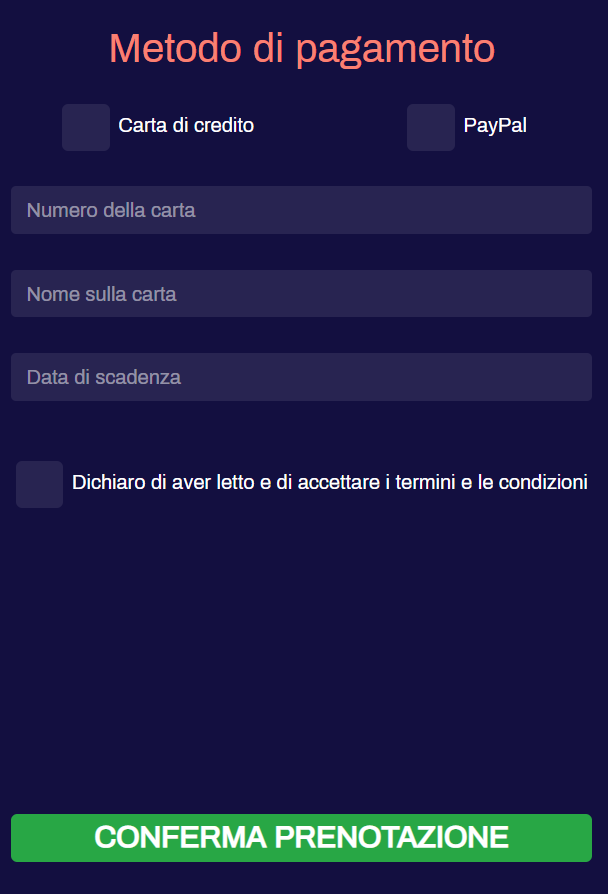 Metodo di pagamento
Carta di credito
PayPal
Numero della carta
Nome sulla carta
Data di scadenza
Dichiaro di aver letto e di accettare i termini e le condizioni
CONFERMA PRENOTAZIONE